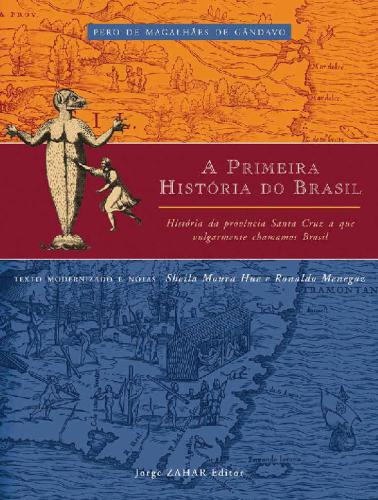 PERO DE MAGALHÃES DE GÂNDAVO
A PRIMEIRA
HISTÓRIA DO BRASIL
História da província Santa Cruz a que
vulgarmente chamamos Brasil
TEXTO MODERNIZADO E NOTAS Sheila Moura Hue e Ronaldo Menegaz
TRAMONTAN
Jorge ZAHAR Editor